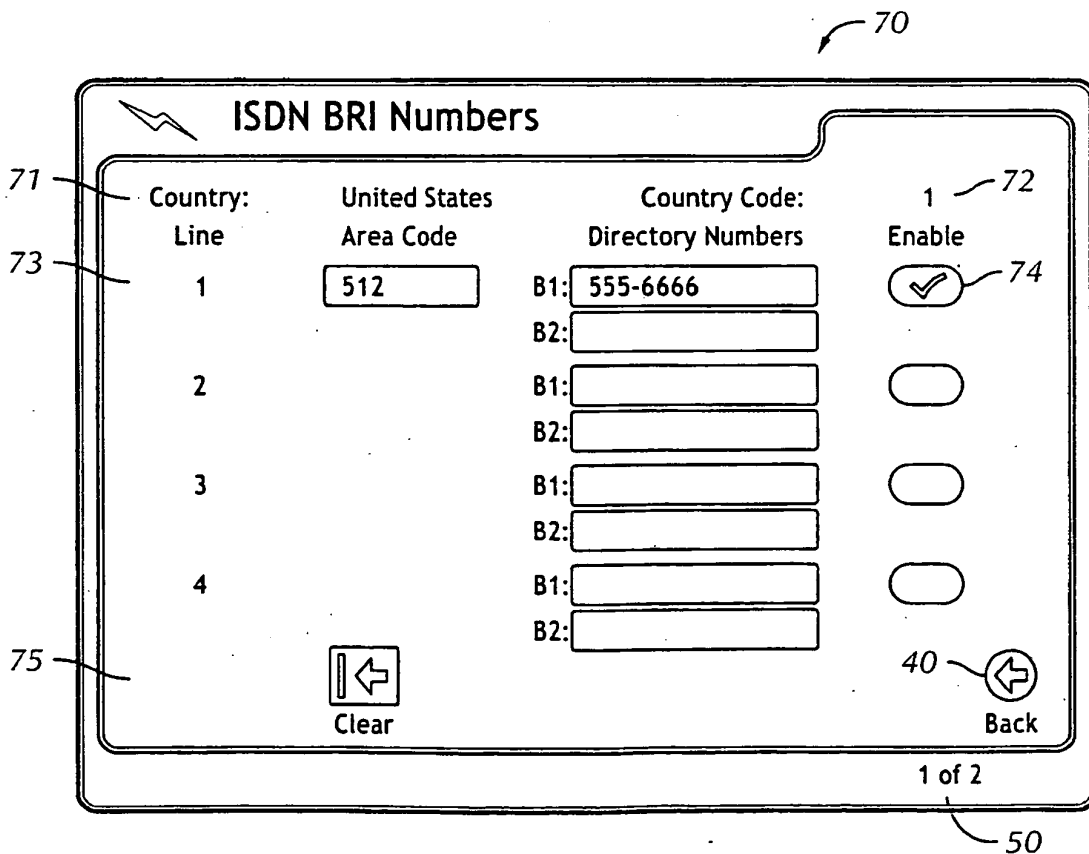 70
ISDN BRI Numbers
71 Country: United States Country Code: 1 72
Line Area Code Directory Numbers Enable
73 1 512 B1: 555-6666 74
B2:
2 B1:
B2:
3 B1:
B2:
4 B1:
B2:
75 40
Clear Back
1 of 2
50